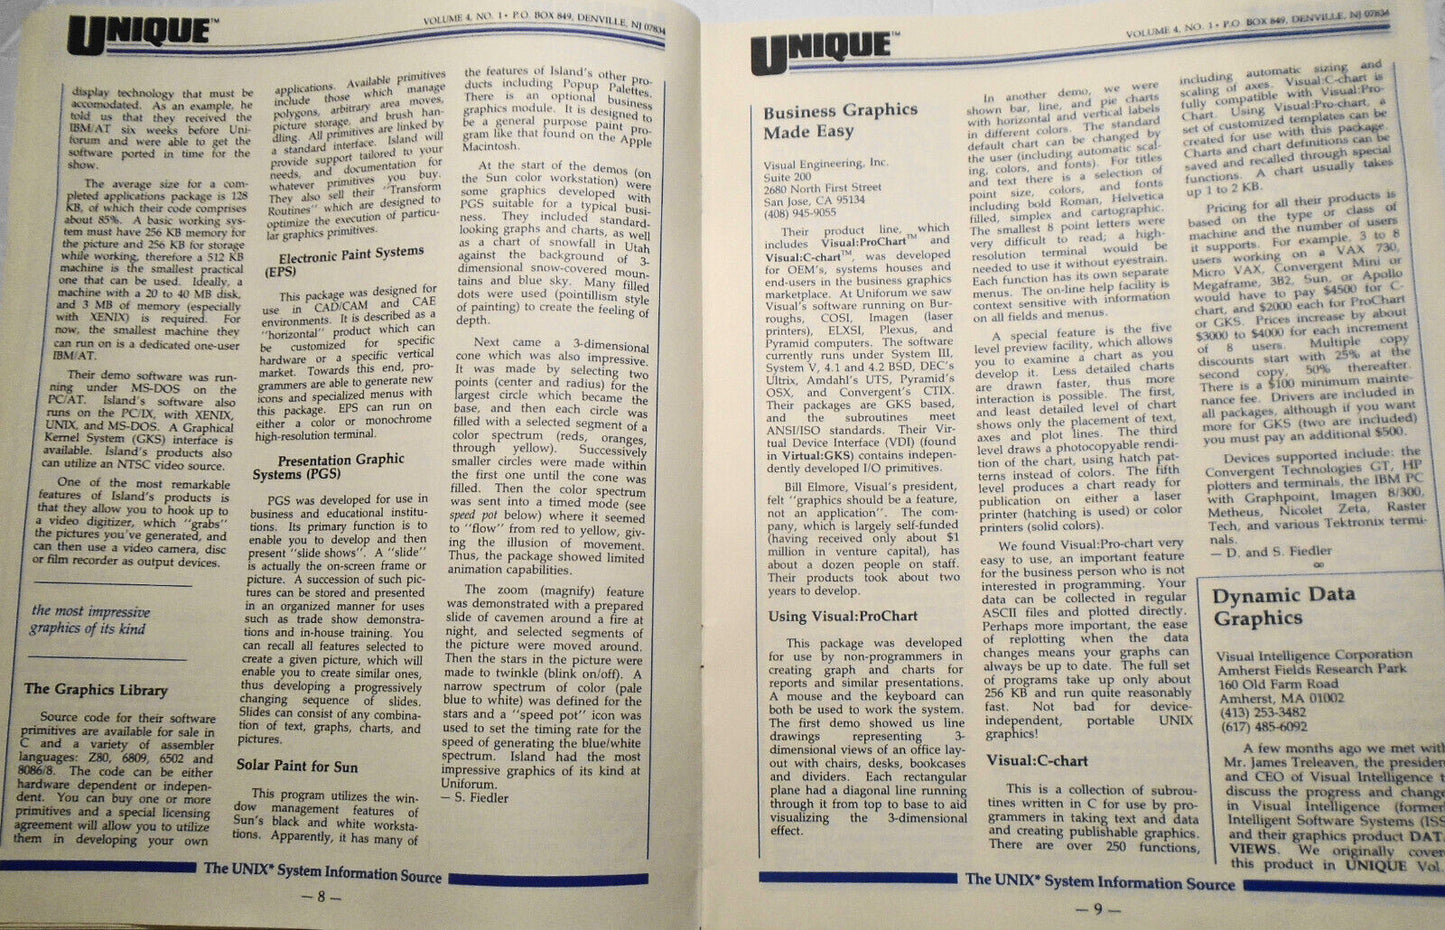 UNIQUE™
VOLUME 4, NO. 1 • P.O. BOX 849, DENVILLE, NJ 07834
display technology that must be
accomodated. As an example, he
told us that they received the
IBM/AT six weeks before Uni-
forum and were able to get the
software ported in time for the
show.
The average size for a com-
pleted applications package is 128
KB, of which their code comprises
about 85%. A basic working sys-
tem must have 256 KB memory for
the picture and 256 KB for storage
while working, therefore a 512 KB
machine is the smallest practical
one that can be used. Ideally, a
machine with a 20 to 40 MB disk,
and 3 MB of memory (especially
with XENIX) is required. For
now, the smallest machine they
can run on is a dedicated one-user
IBM/AT.
Their demo software was run-
ning under MS-DOS on the
PC/AT. Island's software also
runs on the PC/IX, with XENIX,
UNIX, and MS-DOS. A Graphical
Kernel System (GKS) interface is
available. Island's products also
can utilize an NTSC video source.
One of the most remarkable
features of Island's products is
that they allow you to hook up to
a video digitizer, which "grabs"
the pictures you've generated, and
can then use a video camera, disc
or film recorder as output devices.
the most impressive
graphics of its kind
The Graphics Library
Source code for their software
primitives are available for sale in
C and a variety of assembler
languages: Z80, 6809, 6502 and
8086/8. The code can be either
hardware dependent or indepen-
dent. You can buy one or more
primitives and a special licensing
agreement will allow you to utilize
them in developing your own
applications. Available primitives
include those which manage
polygons, arbitrary area moves,
picture storage, and brush han-
dling. All primitives are linked by
a standard interface. Island will
provide support tailored to your
needs, and documentation for
whatever primitives you buy.
They also sell their "Transform
Routines" which are designed to
optimize the execution of particu-
lar graphics primitives.
Electronic Paint Systems
(EPS)
This package was designed for
use in CAD/CAM and CAE
environments. It is described as a
"horizontal" product which can
be customized for specific
hardware or a specific vertical
market. Towards this end, pro-
grammers are able to generate new
icons and specialized menus with
this package. EPS can run on
either a color or monochrome
high-resolution terminal.
Presentation Graphic
Systems (PGS)
PGS was developed for use in
business and educational institu-
tions. Its primary function is to
enable you to develop and then
present "slide shows". A "slide"
is actually the on-screen frame or
picture. A succession of such pic-
tures can be stored and presented
in an organized manner for uses
such as trade show demonstra-
tions and in-house training. You
can recall all features selected to
create a given picture, which will
enable you to create similar ones,
thus developing a progressively
changing sequence of slides.
Slides can consist of any combina-
tion of text, graphs, charts, and
pictures.
Solar Paint for Sun
This program utilizes the win-
dow management features of
Sun's black and white worksta-
tions. Apparently, it has many of
the features of Island's other pro-
ducts including Popup Palettes.
There is an optional business
graphics module. It is designed to
be a general purpose paint pro-
gram like that found on the Apple
Macintosh.
At the start of the demos (on
the Sun color workstation) were
some graphics developed with
PGS suitable for a typical busi-
ness. They included standard-
looking graphs and charts, as well
as a chart of snowfall in Utah
against the background of 3-
dimensional snow-covered moun-
tains and blue sky. Many filled
dots were used (pointillism style
of painting) to create the feeling of
depth.
Next came a 3-dimensional
cone which was also impressive.
It was made by selecting two
points (center and radius) for the
largest circle which became the
base, and then each circle was
filled with a selected segment of a
color spectrum (reds, oranges,
through yellow). Successively
smaller circles were made within
the first one until the cone was
filled. Then the color spectrum
was sent into a timed mode (see
speed pot below) where it seemed
to "flow" from red to yellow, giv-
ing the illusion of movement.
Thus, the package showed limited
animation capabilities.
The zoom (magnify) feature
was demonstrated with a prepared
slide of cavemen around a fire at
night, and selected segments of
the picture were moved around.
Then the stars in the picture were
made to twinkle (blink on/off). A
narrow spectrum of color (pale
blue to white) was defined for the
stars and a "speed pot" icon was
used to set the timing rate for the
speed of generating the blue/white
spectrum. Island had the most
impressive graphics of its kind at
Uniforum.
— S. Fiedler
The UNIX* System Information Source
— 8 —
UNIQUE™
VOLUME 4, NO. 1 • P.O. BOX 849, DENVILLE, NJ 07834
Business Graphics
Made Easy
Visual Engineering, Inc.
Suite 200
2680 North First Street
San Jose, CA 95134
(408) 945-9055
Their product line, which
includes Visual:ProChart™ and
Visual:C-chart™, was developed
for OEM's, systems houses and
end-users in the business graphics
marketplace. At Uniforum we saw
Visual's software running on Bur-
roughs, COSI, Imagen (laser
printers), ELXSI, Plexus, and
Pyramid computers. The software
currently runs under System III,
System V, 4.1 and 4.2 BSD, DEC's
Ultrix, Amdahl's UTS, Pyramid's
OSX, and Convergent's CTIX.
Their packages are GKS based,
and the subroutines meet
ANSI/ISO standards. Their Vir-
tual Device Interface (VDI) (found
in Virtual:GKS) contains indepen-
dently developed I/O primitives.
Bill Elmore, Visual's president,
felt "graphics should be a feature,
not an application". The com-
pany, which is largely self-funded
(having received only about $1
million in venture capital), has
about a dozen people on staff.
Their products took about two
years to develop.
Using Visual:ProChart
This package was developed
for use by non-programmers in
creating graph and charts for
reports and similar presentations.
A mouse and the keyboard can
both be used to work the system.
The first demo showed us line
drawings representing 3-
dimensional views of an office lay-
out with chairs, desks, bookcases
and dividers. Each rectangular
plane had a diagonal line running
through it from top to base to aid
visualizing the 3-dimensional
effect.
In another demo, we were
shown bar, line, and pie charts
with horizontal and vertical labels
in different colors. The standard
default chart can be changed by
the user (including automatic scal-
ing, colors, and fonts). For titles
and text there is a selection of
point size, colors, and fonts
including bold Roman, Helvetica
filled, simplex and cartographic.
The smallest 8 point letters were
very difficult to read; a high-
resolution terminal would be
needed to use it without eyestrain.
Each function has its own separate
menus. The on-line help facility is
context sensitive with information
on all fields and menus.
A special feature is the five
level preview facility, which allows
you to examine a chart as you
develop it. Less detailed charts
are drawn faster, thus more
interaction is possible. The first,
and least detailed level of chart
shows only the placement of text,
axes and plot lines. The third
level draws a photocopyable rendi-
tion of the chart, using hatch pat-
terns instead of colors. The fifth
level produces a chart ready for
publication on either a laser
printer (hatching is used) or color
printers (solid colors).
We found Visual:Pro-chart very
easy to use, an important feature
for the business person who is not
interested in programming. Your
data can be collected in regular
ASCII files and plotted directly.
Perhaps more important, the ease
of replotting when the data
changes means your graphs can
always be up to date. The full set
of programs take up only about
256 KB and run quite reasonably
fast. Not bad for device-
independent, portable UNIX
graphics!
Visual:C-chart
This is a collection of subrou-
tines written in C for use by pro-
grammers in taking text and data
and creating publishable graphics.
There are over 250 functions,
including automatic sizing and
scaling of axes. Visual:C-chart is
fully compatible with Visual:Pro-
Chart. Using Visual:Pro-chart, a
set of customized templates can be
created for use with this package.
Charts and chart definitions can be
saved and recalled through special
functions. A chart usually takes
up 1 to 2 KB.
Pricing for all their products is
based on the type or class of
machine and the number of users
it supports. For example, 3 to 8
users working on a VAX 730,
Micro VAX, Convergent Mini or
Megaframe, 3B2, Sun, or Apollo
would have to pay $4500 for C-
chart, and $2000 each for ProChart
or GKS. Prices increase by about
$3000 to $4000 for each increment
of 8 users. Multiple copy
discounts start with 25% at the
second copy, 50% thereafter.
There is a $100 minimum mainte-
nance fee. Drivers are included in
all packages, although if you want
more for GKS (two are included)
you must pay an additional $500.
Devices supported include: the
Convergent Technologies GT, HP
plotters and terminals, the IBM PC
with Graphpoint, Imagen 8/300,
Metheus, Nicolet Zeta, Raster
Tech, and various Tektronix termi-
nals.
— D. and S. Fiedler
∞
Dynamic Data
Graphics
Visual Intelligence Corporation
Amherst Fields Research Park
160 Old Farm Road
Amherst, MA 01002
(413) 253-3482
(617) 485-6092
A few months ago we met with
Mr. James Treleaven, the president
and CEO of Visual Intelligence t
discuss the progress and change
in Visual Intelligence (former
Intelligent Software Systems (ISS
and their graphics product DATA
VIEWS. We originally cover
this product in UNIQUE Vol.
The UNIX* System Information Source
— 9 —